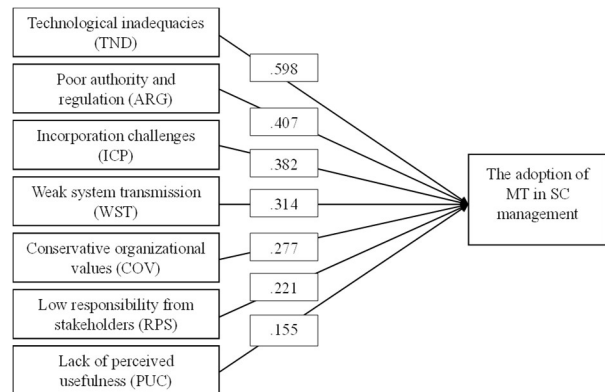 Technological inadequacies
(TND)
Poor authority and
regulation (ARG)
Incorporation challenges
(ICP)
Weak system transmission
(WST)
Conservative organizational
values (COV)
Low responsibility from
stakeholders (RPS)
Lack of perceived
usefulness (PUC)
.598
.407
.382
.314
.277
.221
.155
The adoption of
MT in SC
management